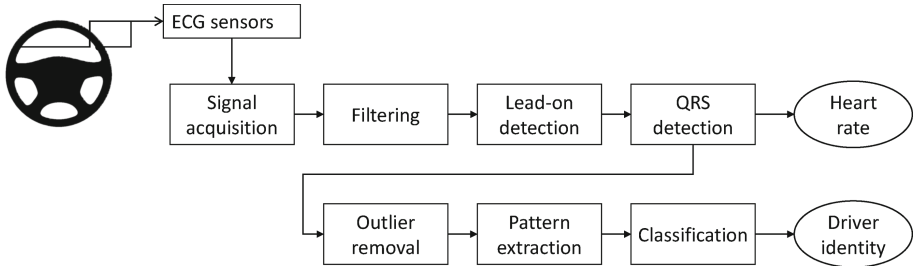 ECG sensors
Signal
acquisition
Filtering
Lead-on
detection
QRS
detection
Heart
rate
Outlier
removal
Pattern
extraction
Classification
Driver
identity